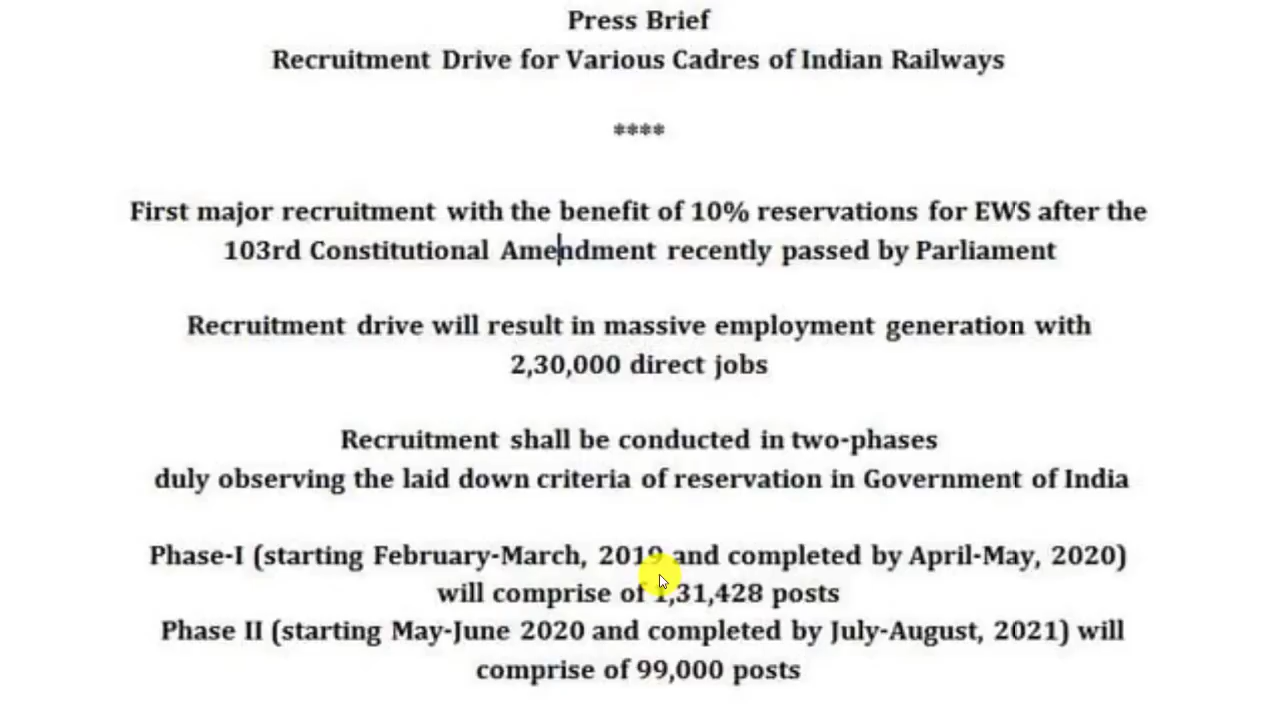 Press Brief
Recruitment Drive for Various Cadres of Indian Railways
****
First major recruitment with the benefit of 10% reservations for EWS after the
103rd Constitutional Amendment recently passed by Parliament
Recruitment drive will result in massive employment generation with
2,30,000 direct jobs
Recruitment shall be conducted in two-phases
duly observing the laid down criteria of reservation in Government of India
Phase-I (starting February-March, 2019 and completed by April-May, 2020)
will comprise of 1,31,428 posts
Phase II (starting May-June 2020 and completed by July-August, 2021) will
comprise of 99,000 posts